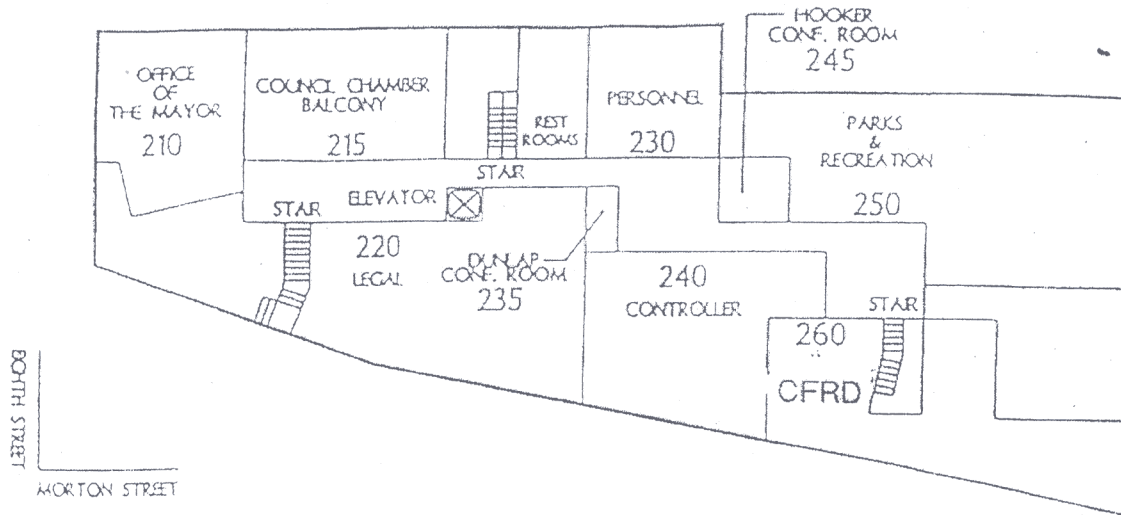 HOOKER
CONF. ROOM
245
OFFICE
OF
THE MAYOR
210
COUNCIL CHAMBER
BALCONY
215
REST
ROOMS
PERSONNEL
230
PARKS
&
RECREATION
250
STAIR
ELEVATOR
STAIR
220
LEGAL
DUNLAP
CONF. ROOM
235
240
CONTROLLER
STAIR
260
CFRD
EIGHTH STREET
MORTON STREET